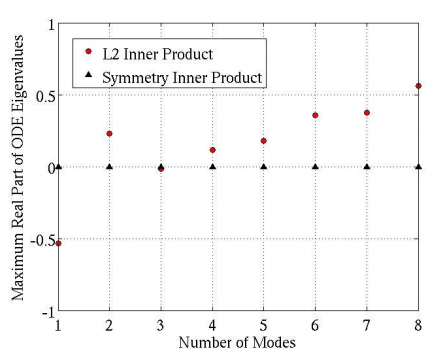 1
L2 Inner Product
Symmetry Inner Product
0.5
0
-0.5
-1
Maximum Real Part of ODE Eigenvalues
1 2 3 4 5 6 7 8
Number of Modes